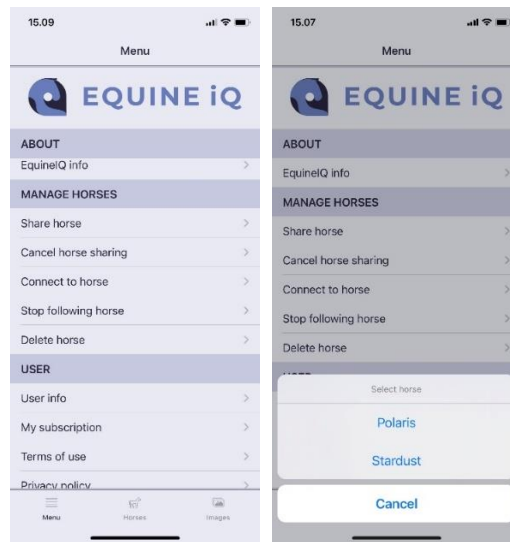 15.09
Menu
EQUINE iQ
ABOUT
EquineIQ info
MANAGE HORSES
Share horse
Cancel horse sharing
Connect to horse
Stop following horse
Delete horse
USER
User info
My subscription
Terms of use
Privacy policy
Menu Horses Images
15.07
Menu
EQUINE iQ
ABOUT
EquineIQ info
MANAGE HORSES
Share horse
Cancel horse sharing
Connect to horse
Stop following horse
Delete horse
USER
Select horse
Polaris
Stardust
Cancel